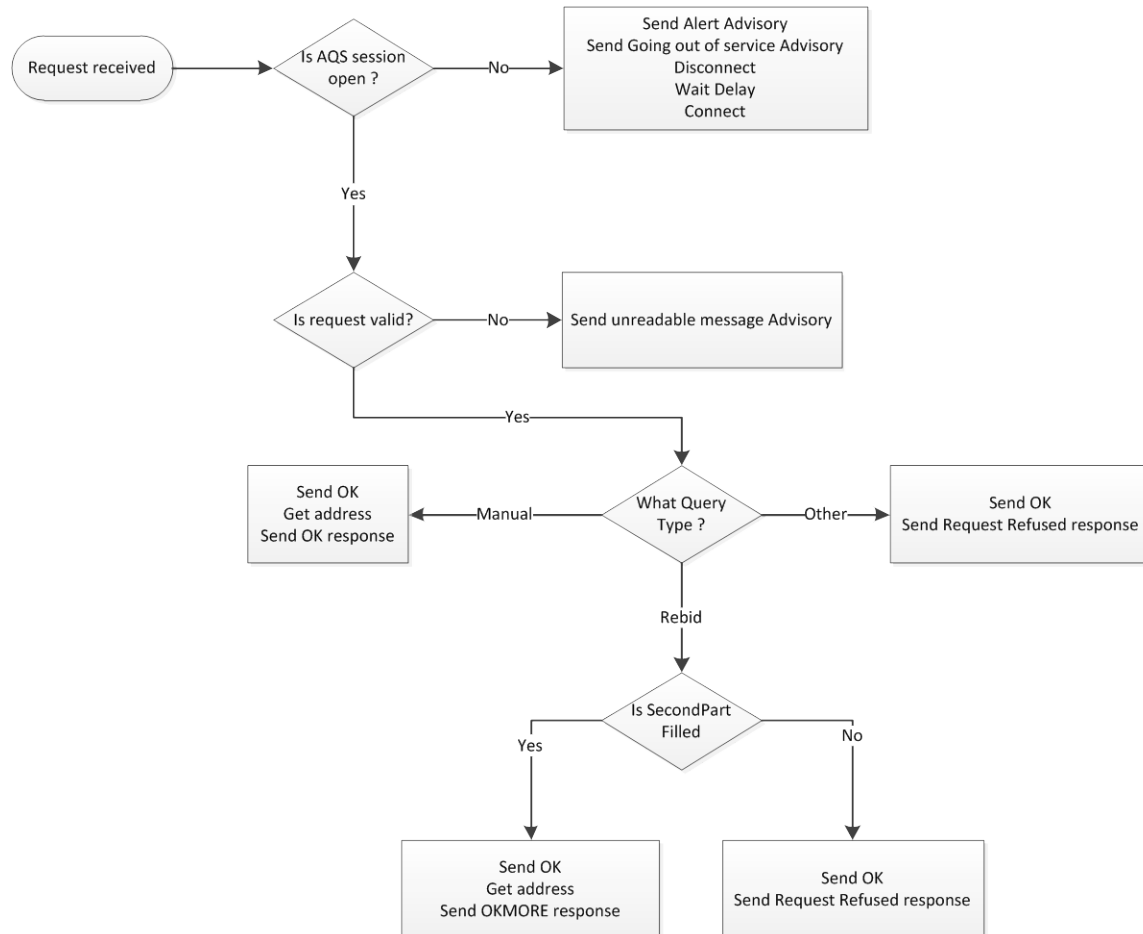 Request received
Is AQS session
open ?
No
Send Alert Advisory
Send Going out of service Advisory
Disconnect
Wait Delay
Connect
Yes
Is request valid?
No
Send unreadable message Advisory
Yes
Send OK
Get address
Send OK response
Manual
What Query
Type ?
Other
Send OK
Send Request Refused response
Rebid
Is SecondPart
Filled
Yes
No
Send OK
Get address
Send OKMORE response
Send OK
Send Request Refused response